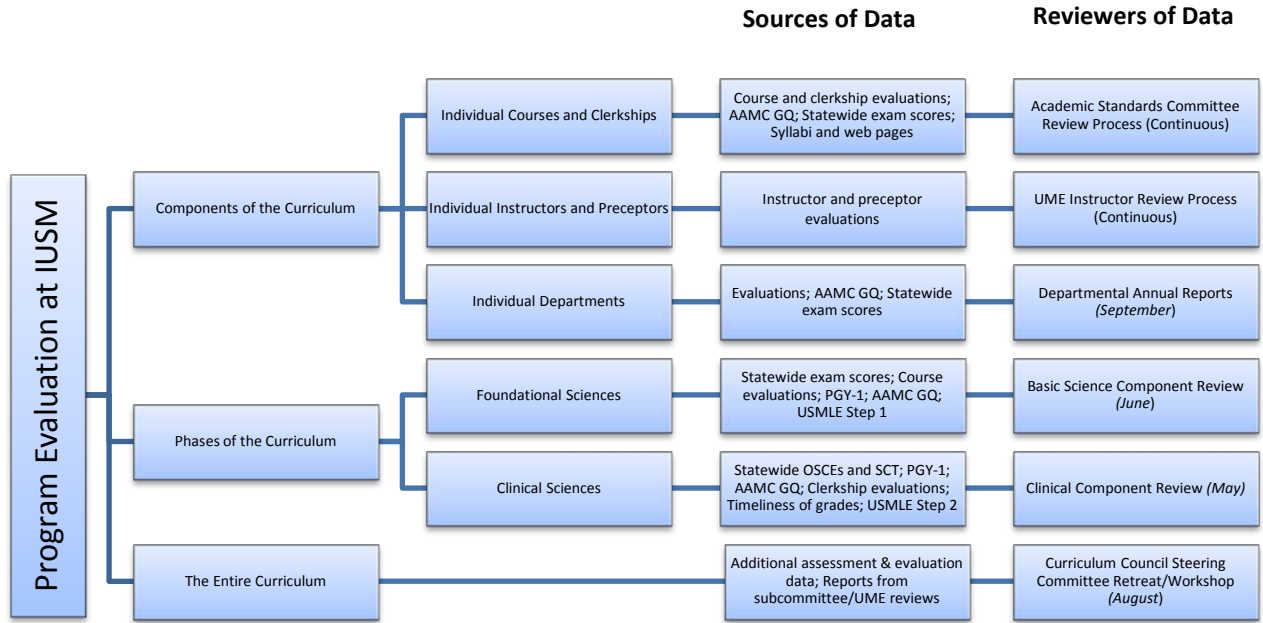 Sources of Data
Reviewers of Data
Program Evaluation at IUSM
Components of the Curriculum
Individual Courses and Clerkships
Course and clerkship evaluations;
AAMC GQ; Statewide exam scores;
Syllabi and web pages
Academic Standards Committee
Review Process (Continuous)
Individual Instructors and Preceptors
Instructor and preceptor
evaluations
UME Instructor Review Process
(Continuous)
Individual Departments
Evaluations; AAMC GQ; Statewide
exam scores
Departmental Annual Reports
(September)
Phases of the Curriculum
Foundational Sciences
Statewide exam scores; Course
evaluations; PGY-1; AAMC GQ;
USMLE Step 1
Basic Science Component Review
(June)
Clinical Sciences
Statewide OSCEs and SCT; PGY-1;
AAMC GQ; Clerkship evaluations;
Timeliness of grades; USMLE Step 2
Clinical Component Review (May)
The Entire Curriculum
Additional assessment & evaluation
data; Reports from
subcommittee/UME reviews
Curriculum Council Steering
Committee Retreat/Workshop
(August)